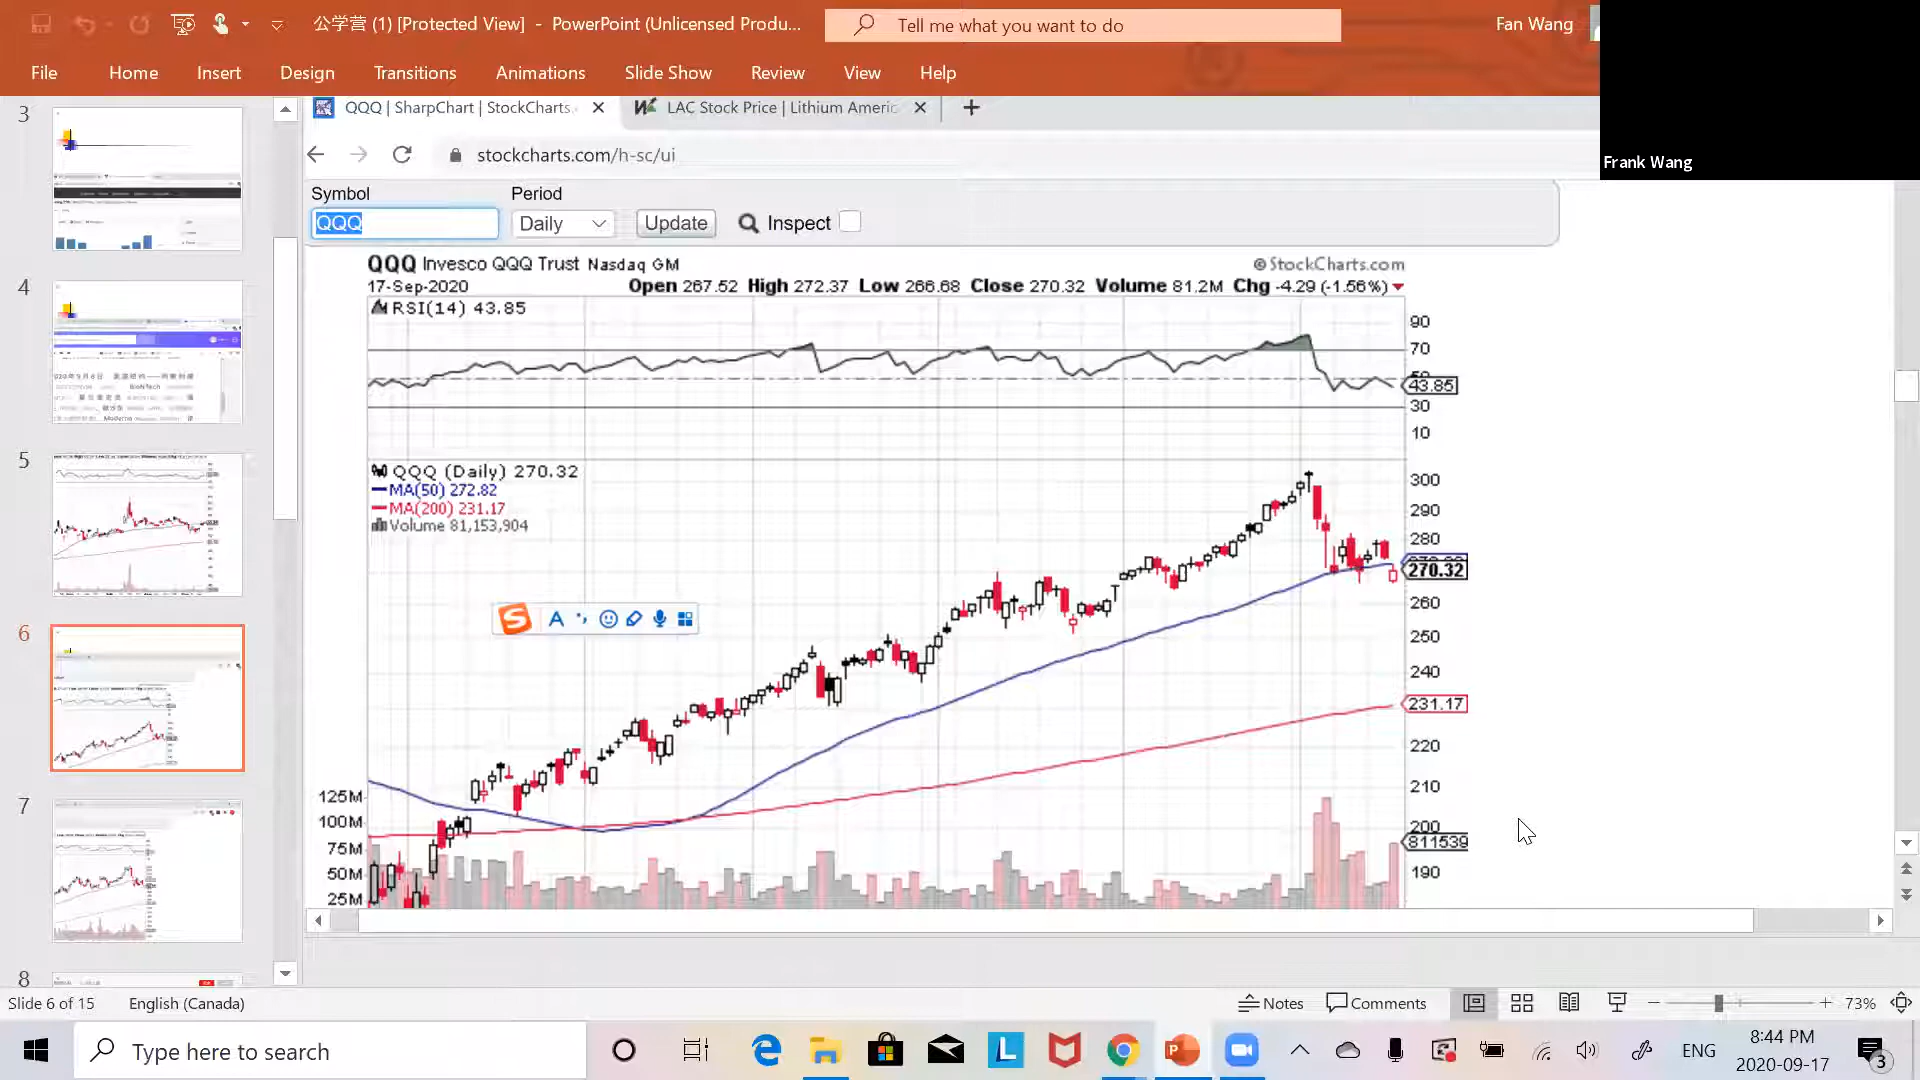 公学营 (1) [Protected View] - PowerPoint (Unlicensed Produ...
Tell me what you want to do
Fan Wang
File Home Insert Design Transitions Animations Slide Show Review View Help
Frank Wang
QQQ | SharpChart | StockCharts.
LAC Stock Price | Lithium Americ
stockcharts.com/h-sc/ui
Symbol Period
QQQ Daily Update Inspect
QQQ Invesco QQQ Trust Nasdaq GM
© StockCharts.com
17-Sep-2020 Open 267.52 High 272.37 Low 266.68 Close 270.32 Volume 81.2M Chg -4.29 (-1.56%)
RSI(14) 43.85
90
70
50
43.85
30
10
QQQ (Daily) 270.32
MA(50) 272.82
MA(200) 231.17
Volume 81,153,904
300
290
280
270.32
260
250
240
231.17
220
210
200
811539
190
125M
100M
75M
50M
25M
A
3
4
BioNTech
Moderna
5
6
7
8
Slide 6 of 15 English (Canada)
Notes Comments 73%
Type here to search
L
P
ENG
8:44 PM
2020-09-17
3